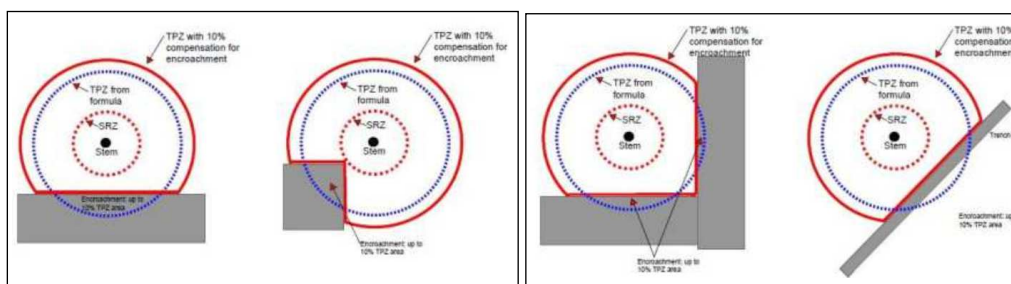 TPZ with 10%
compensation for
encroachment
TPZ from
formula
SRZ
Stem
Encroachment: up to
10% TPZ area
TPZ with 10%
compensation for
encroachment
TPZ from
formula
SRZ
Stem
Encroachment: up to
10% TPZ area
TPZ with 10%
compensation for
encroachment
TPZ from
formula
SRZ
Stem
Encroachment: up to
10% TPZ area
TPZ with 10%
compensation for
encroachment
TPZ from
formula
SRZ
Stem
Trench
Encroachment: up
10% TPZ area